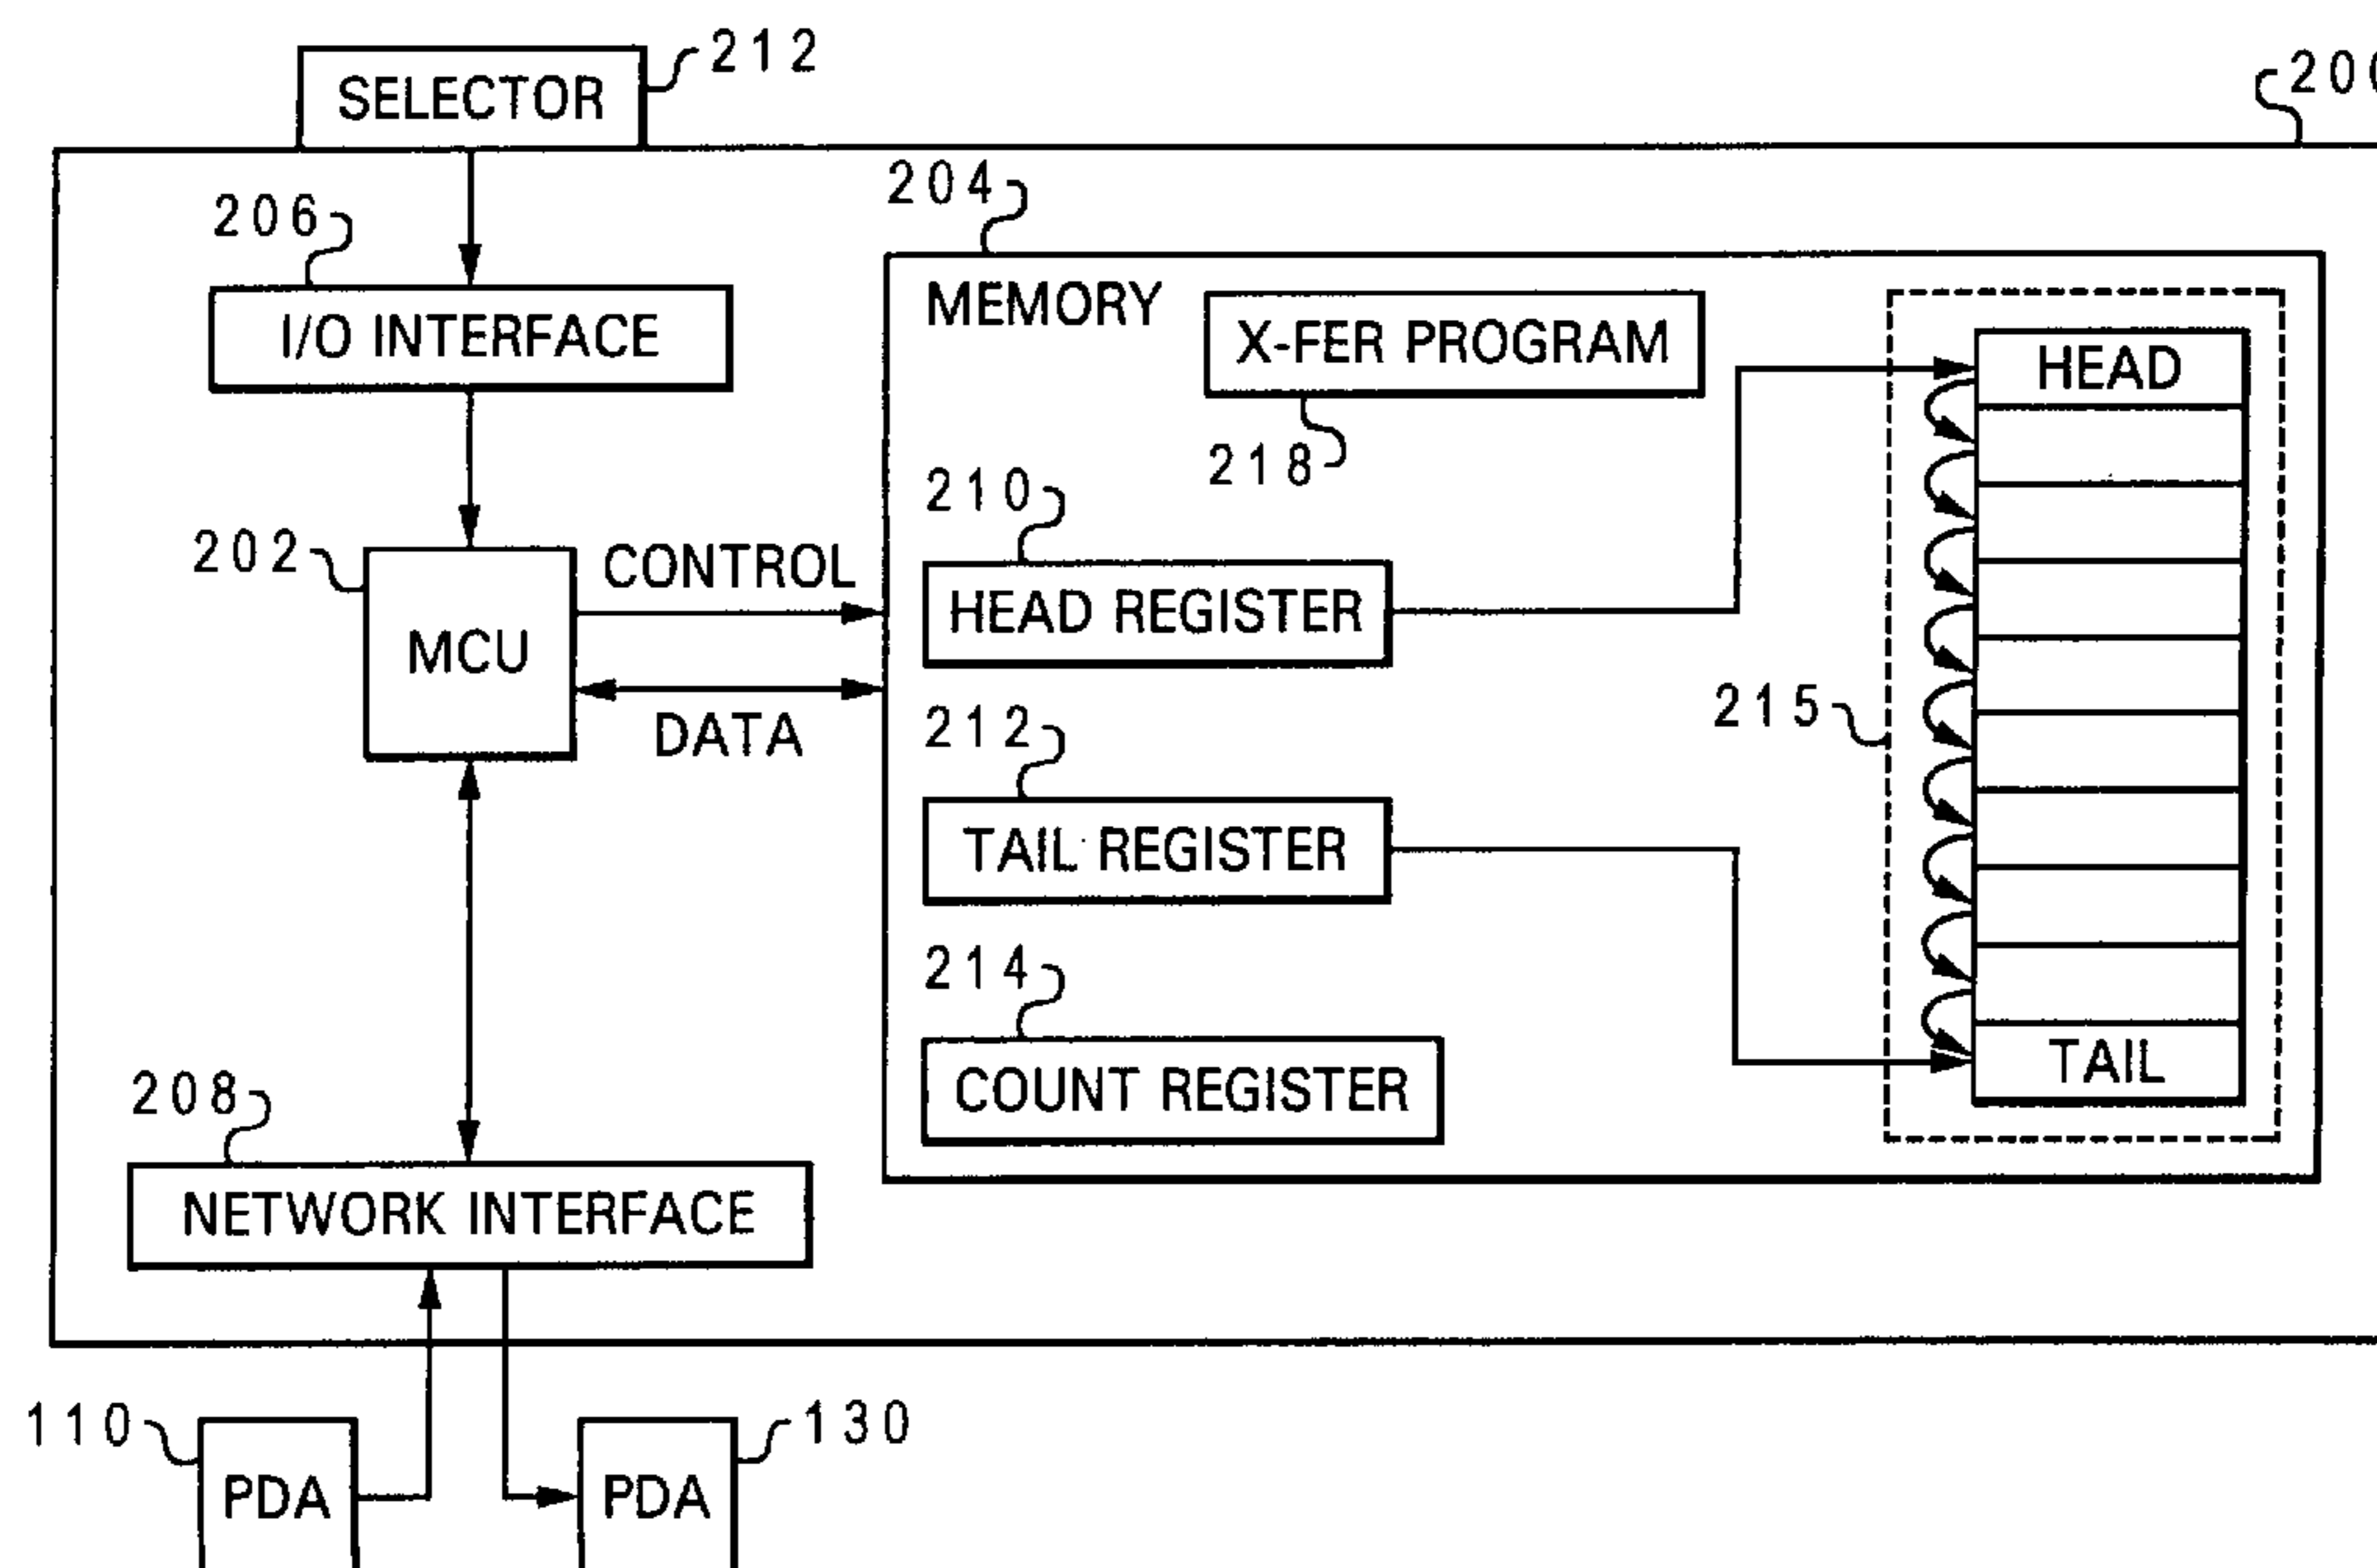 SELECTOR
212
200
204
206
MEMORY
X-FER PROGRAM
I/O INTERFACE
HEAD
218
210
202
CONTROL
HEAD REGISTER
MCU
215
212
DATA
TAIL REGISTER
214
TAIL
208
COUNT REGISTER
NETWORK INTERFACE
110
130
PDA
PDA